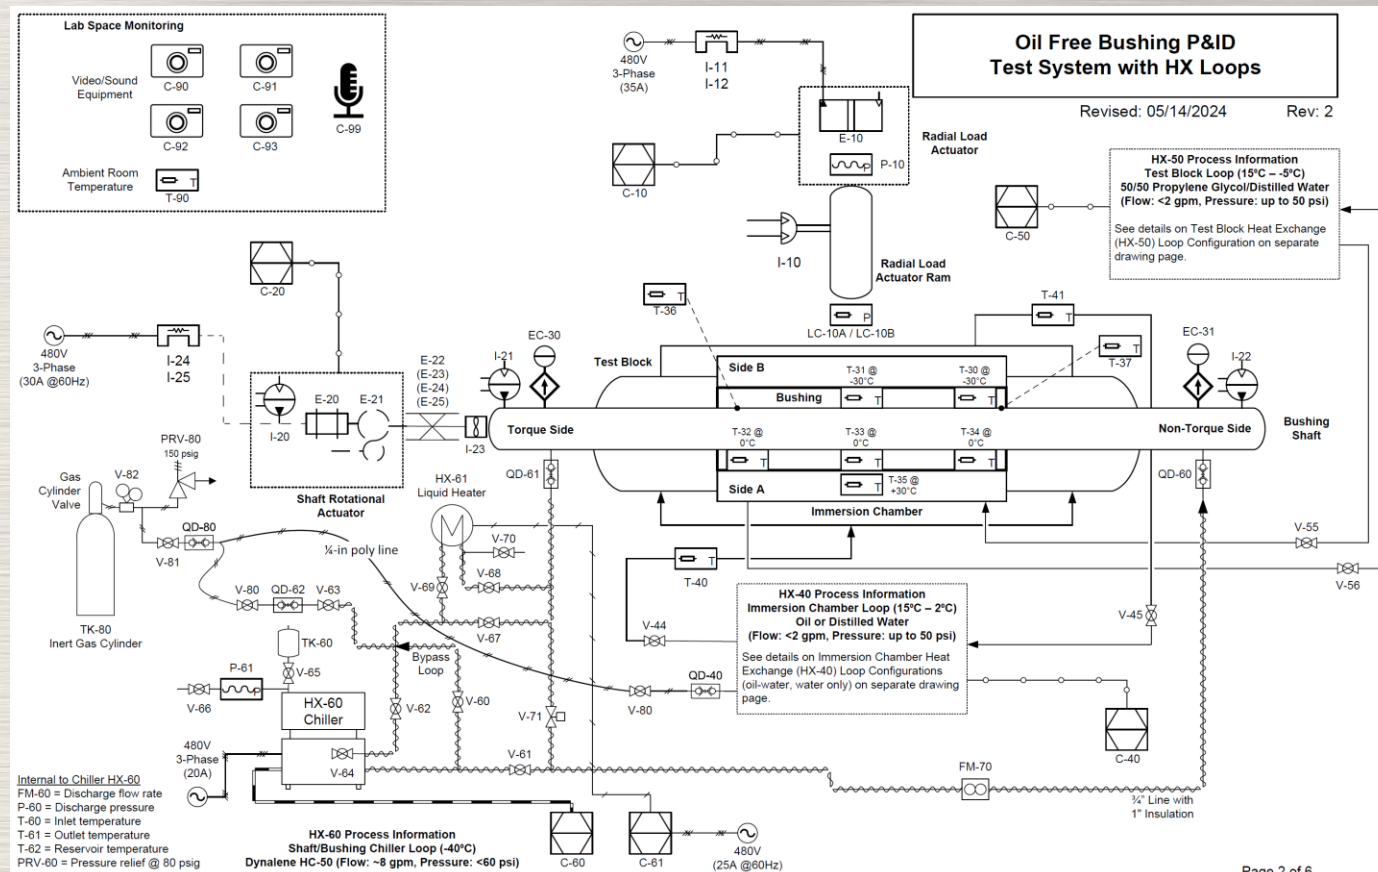 Lab Space Monitoring
Video/Sound
Equipment
C-90
C-91
C-92
C-93
C-99
Ambient Room
Temperature
T
T-90
480V
3-Phase
(35A)
I-11
I-12
E-10
P
P-10
Radial Load
Actuator
C-10
I-10
Radial Load
Actuator Ram
P
LC-10A / LC-10B
Oil Free Bushing P&ID
Test System with HX Loops
Revised: 05/14/2024
Rev: 2
HX-50 Process Information
Test Block Loop (15ºC – -5ºC)
50/50 Propylene Glycol/Distilled Water
(Flow: <2 gpm, Pressure: up to 50 psi)
See details on Test Block Heat Exchange
(HX-50) Loop Configuration on separate
drawing page.
C-50
C-20
480V
3-Phase
(30A @60Hz)
I-24
I-25
I-20
E-20
E-21
E-22
(E-23)
(E-24)
(E-25)
I-23
Shaft Rotational
Actuator
I-21
EC-30
T
T-36
T-41
T
T
T-37
EC-31
I-22
Test Block
Side B
T-31 @
-30°C
T-30 @
-30°C
Bushing
T
T
Torque Side
T-32 @
0°C
T-33 @
0°C
T-34 @
0°C
Non-Torque Side
Bushing
Shaft
T
T
T
Side A
T
T-35 @
+30°C
Immersion Chamber
QD-61
QD-60
PRV-80
150 psig
Gas
Cylinder
Valve
V-82
V-81
QD-80
TK-80
Inert Gas Cylinder
¼-in poly line
HX-61
Liquid Heater
V-70
V-69
V-68
V-67
V-80
QD-62
V-63
TK-60
V-65
P-61
P
V-66
Bypass
Loop
HX-60
Chiller
V-62
V-60
V-64
V-61
V-71
V-80
QD-40
T
T-40
V-44
HX-40 Process Information
Immersion Chamber Loop (15ºC – 2ºC)
Oil or Distilled Water
(Flow: <2 gpm, Pressure: up to 50 psi)
See details on Immersion Chamber Heat
Exchange (HX-40) Loop Configurations
(oil-water, water only) on separate drawing
page.
V-45
V-55
V-56
C-40
FM-70
¾" Line with
1" Insulation
480V
3-Phase
(20A)
Internal to Chiller HX-60
FM-60 = Discharge flow rate
P-60 = Discharge pressure
T-60 = Inlet temperature
T-61 = Outlet temperature
T-62 = Reservoir temperature
PRV-60 = Pressure relief @ 80 psig
HX-60 Process Information
Shaft/Bushing Chiller Loop (-40ºC)
Dynalene HC-50 (Flow: ~8 gpm, Pressure: <60 psi)
C-60
C-61
480V
(25A @60Hz)
Page 2 of 6